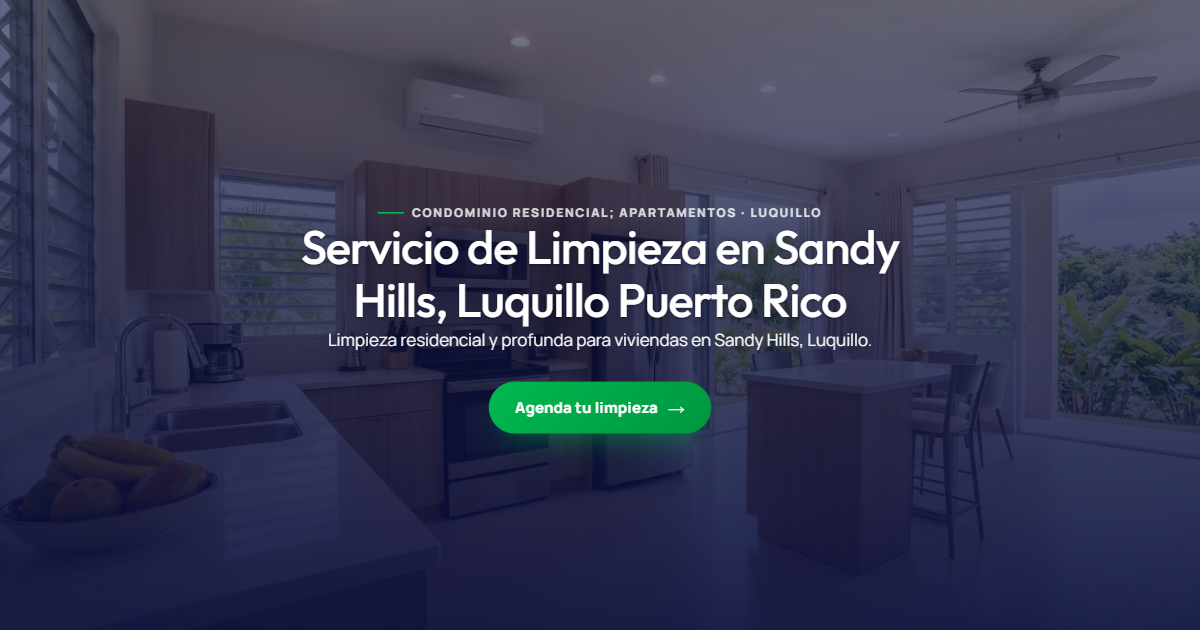 CONDOMINIO RESIDENCIAL; APARTAMENTOS · LUQUILLO
Servicio de Limpieza en Sandy
Hills, Luquillo Puerto Rico
Limpieza residencial y profunda para viviendas en Sandy Hills, Luquillo.
Agenda tu limpieza →